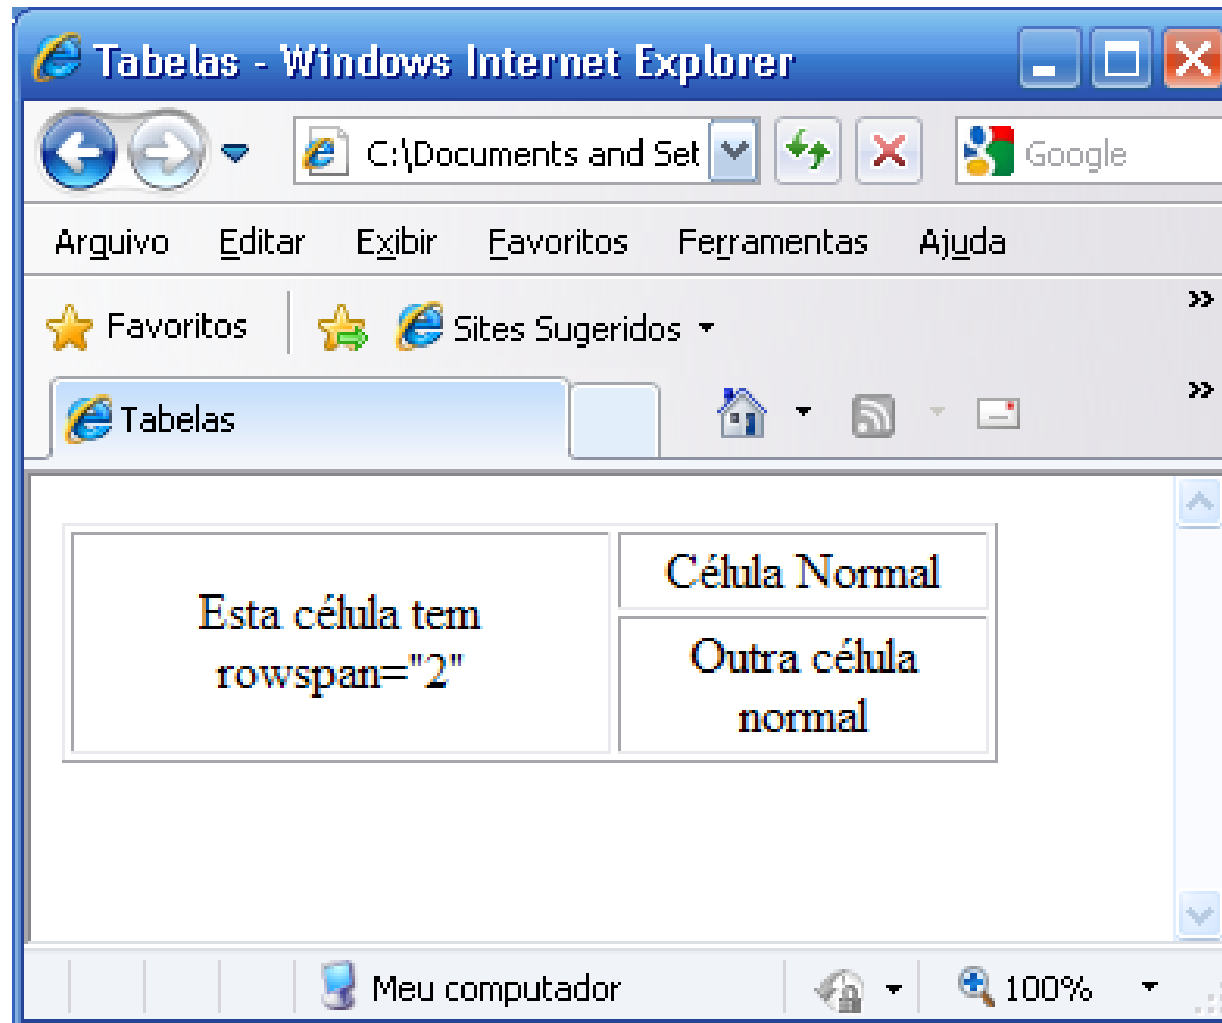 Tabelas - Windows Internet Explorer
C:\Documents and Set
Google
Arquivo Editar Exibir Favoritos Ferramentas Ajuda
Favoritos Sites Sugeridos
Tabelas
Esta célula tem
rowspan="2"
Célula Normal
Outra célula
normal
Meu computador 100%